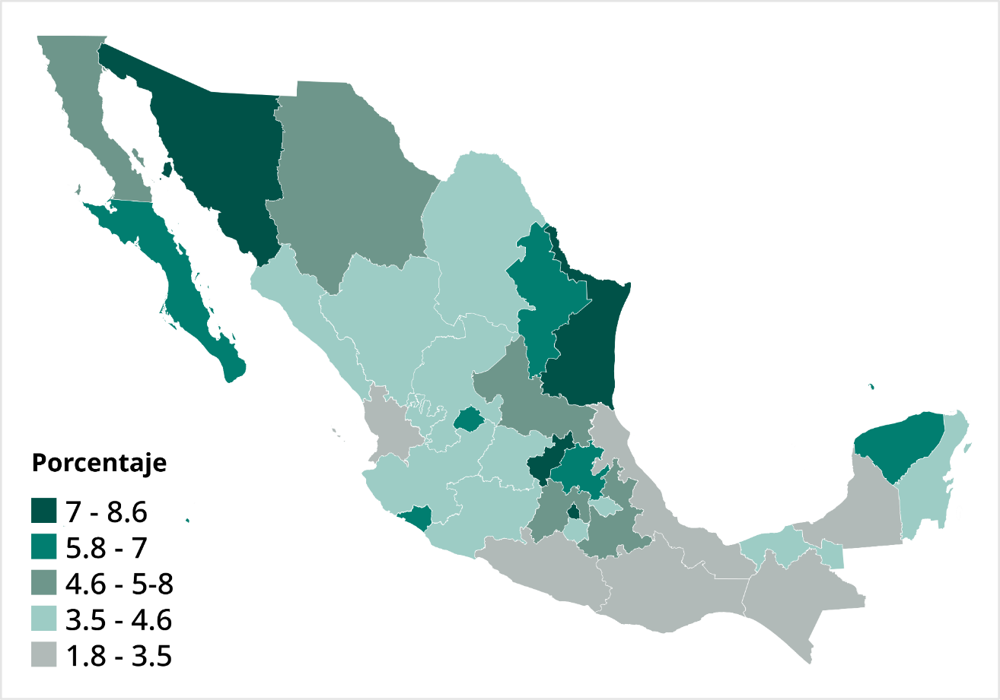 Porcentaje
7 - 8.6
5.8 - 7
4.6 - 5-8
3.5 - 4.6
1.8 - 3.5